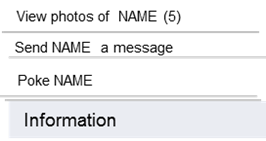 View photos of NAME (5)
Send NAME a message
Poke NAME
Information